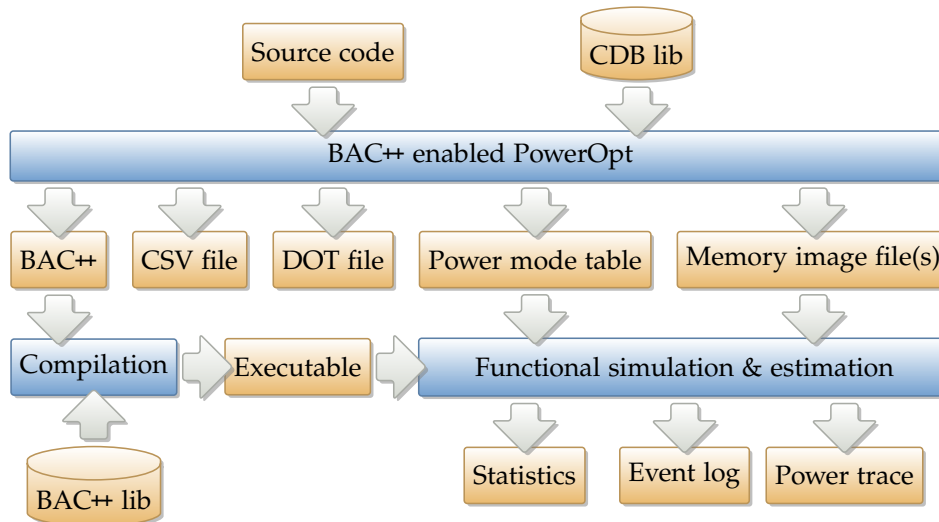 Source code
CDB lib
BAC++ enabled PowerOpt
BAC++
CSV file
DOT file
Power mode table
Memory image file(s)
Compilation
Executable
Functional simulation & estimation
BAC++ lib
Statistics
Event log
Power trace